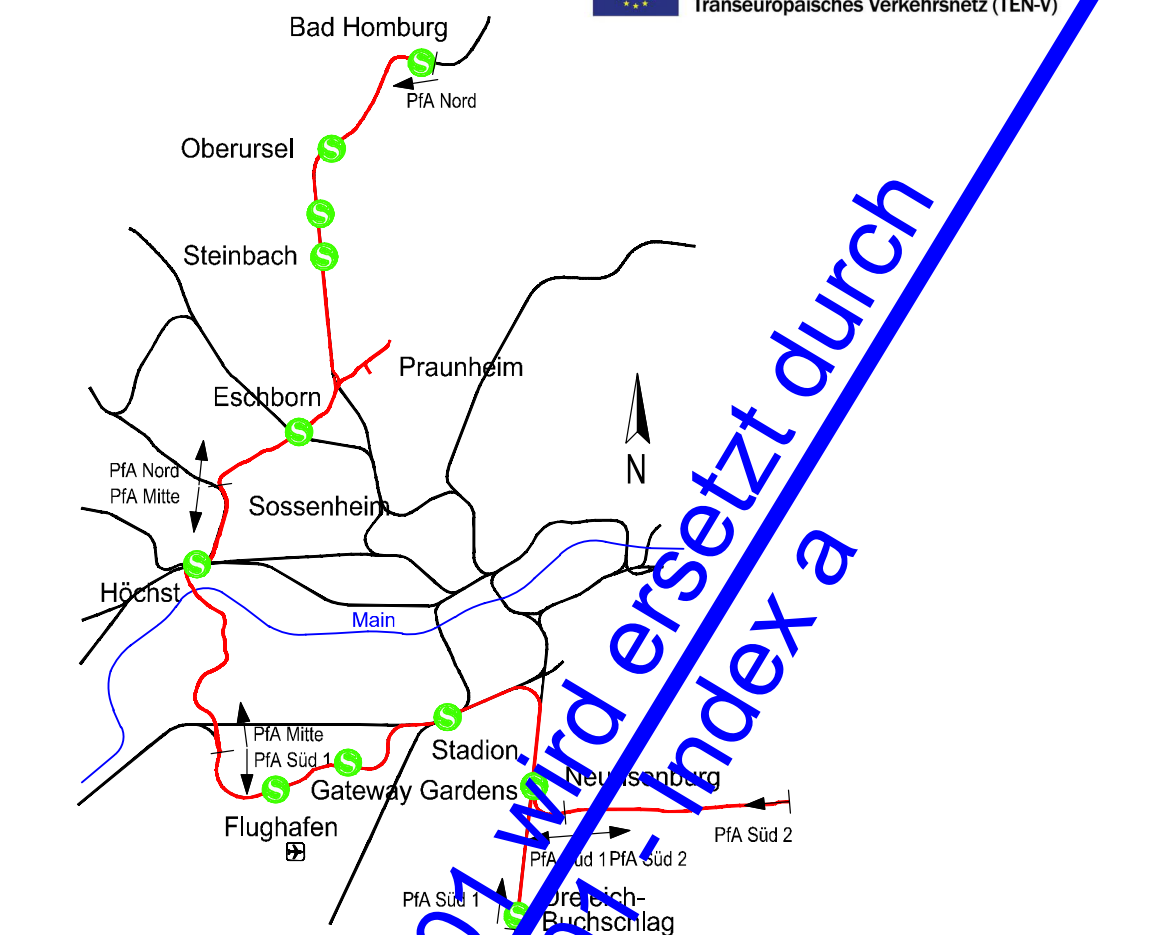 Transeuropäisches Verkehrsnetz (TEN-V)
Bad Homburg
PfA Nord
Oberursel
Steinbach
Praunheim
Eschborn
PfA Nord
PfA Mitte
Sossenheim
N
Höchst
Main
PfA Mitte
PfA Süd 1
Stadion
Gateway Gardens
Neu-Isenburg
Flughafen
PfA Süd 2
PfA Süd 1
PfA Süd 2
PfA Süd 1
Dreieich-
Buchschlag
1 wird ersetzt durch
1 - Index a